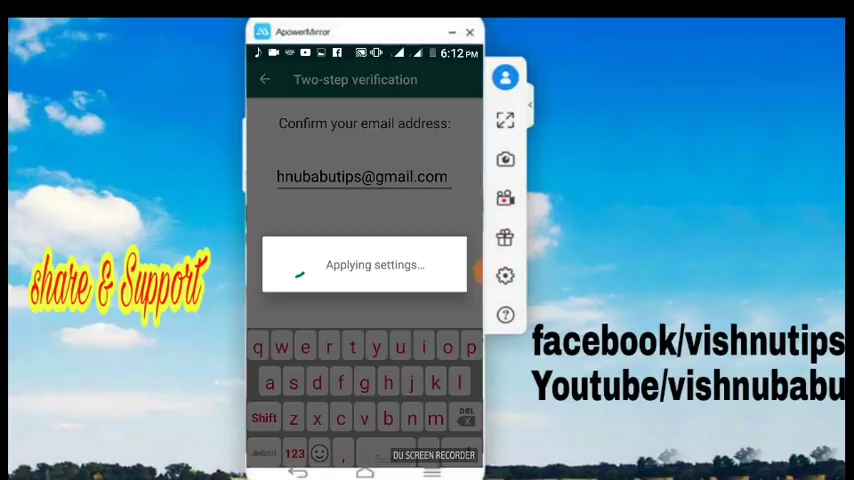 ApowerMirror
6:12 PM
Two-step verification
Confirm your email address:
hnubabutips@gmail.com
Applying settings...
share & Support
facebook/vishnutips
Youtube/vishnubabu
q w e r t y u i o p
a s d f g h j k l
Shift z x c v b n m DEL
123 ,
DU SCREEN RECORDER